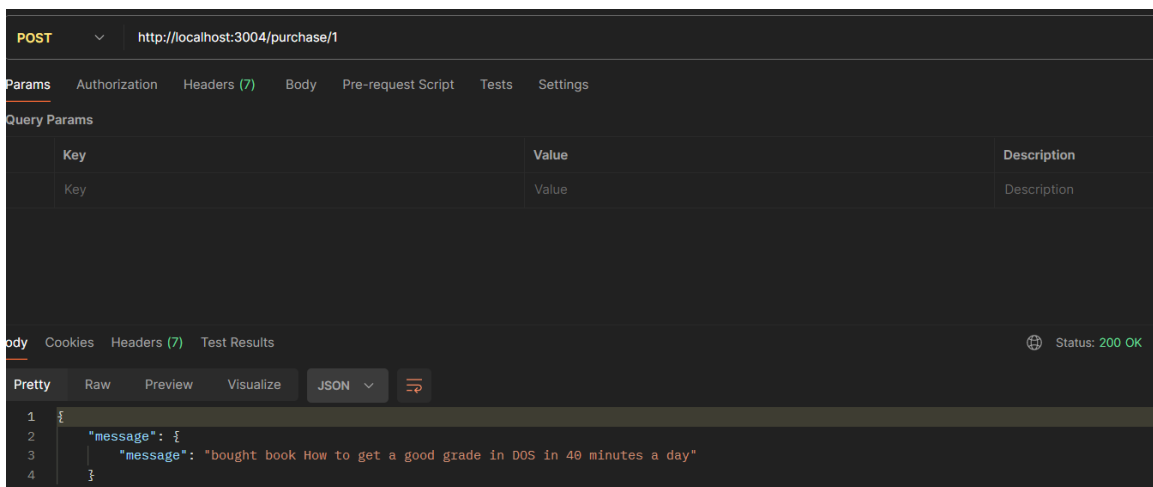 POST http://localhost:3004/purchase/1
Params Authorization Headers (7) Body Pre-request Script Tests Settings
Query Params
Key Value Description
Key Value Description
ody Cookies Headers (7) Test Results Status: 200 OK
Pretty Raw Preview Visualize JSON
1 {
2 "message": {
3 "message": "bought book How to get a good grade in DOS in 40 minutes a day"
4 }